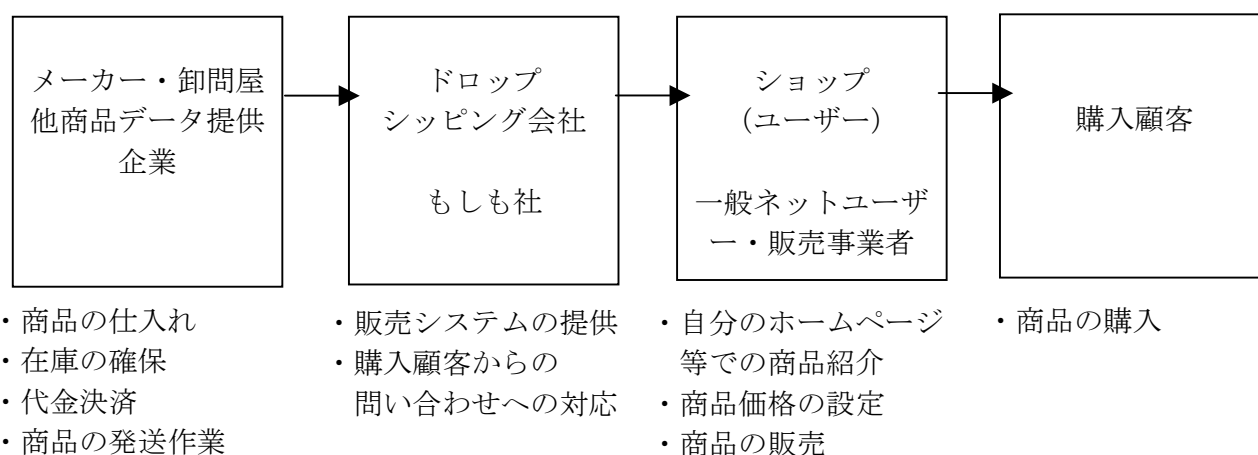 メーカー・卸問屋
他商品データ提供
企業
ドロップ
シッピング会社
もしも社
ショップ
(ユーザー)
一般ネットユーザ
ー・販売事業者
購入顧客
・商品の仕入れ
・在庫の確保
・代金決済
・商品の発送作業
・販売システムの提供
・購入顧客からの
問い合わせへの対応
・自分のホームページ
等での商品紹介
・商品価格の設定
・商品の販売
・商品の購入